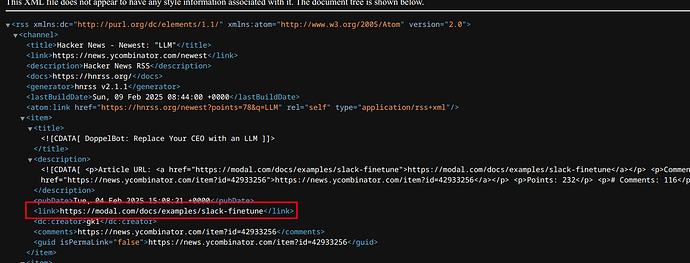 This XML file does not appear to have any style information associated with it. The document tree is shown below.
▼<rss xmlns:dc="http://purl.org/dc/elements/1.1/" xmlns:atom="http://www.w3.org/2005/Atom" version="2.0">
▼<channel>
<title>Hacker News - Newest: "LLM"</title>
<link>https://news.ycombinator.com/newest</link>
<description>Hacker News RSS</description>
<docs>https://hnrss.org/</docs>
<generator>hnrss v2.1.1</generator>
<lastBuildDate>Sun, 09 Feb 2025 08:44:00 +0000</lastBuildDate>
<atom:link href="https://hnrss.org/newest?points=78&q=LLM" rel="self" type="application/rss+xml"/>
▼<item>
▼<title>
<![CDATA[ DoppelBot: Replace Your CEO with an LLM ]]>
</title>
▼<description>
<![CDATA[ <p>Article URL: <a href="https://modal.com/docs/examples/slack-finetune">https://modal.com/docs/examples/slack-finetune</a></p> <p>Commen
href="https://news.ycombinator.com/item?id=42933256">https://news.ycombinator.com/item?id=42933256</a></p> <p>Points: 232</p> <p># Comments: 116</p
</description>
<pubDate>Tue, 04 Feb 2025 15:08:21 +0000</pubDate>
<link>https://modal.com/docs/examples/slack-finetune</link>
<dc:creator>gk1</dc:creator>
<comments>https://news.ycombinator.com/item?id=42933256</comments>
<guid isPermaLink="false">https://news.ycombinator.com/item?id=42933256</guid>
</item>
▼<item>